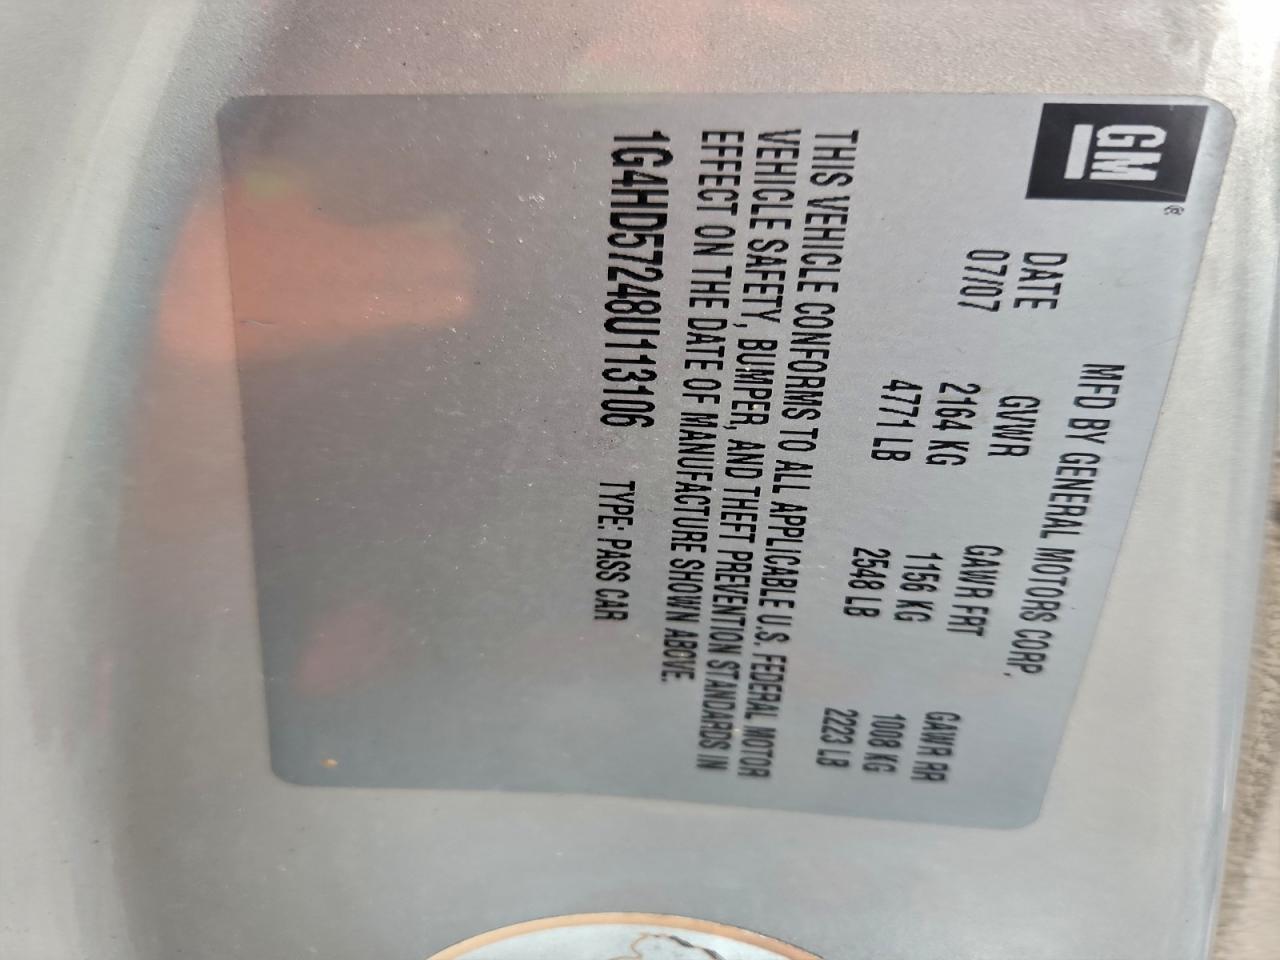 GM®
MFD BY GENERAL MOTORS CORP.
DATE GVWR GAWR FRT GAWR RR
07/07 2164 KG 1156 KG 1008 KG
4771 LB 2548 LB 2223 LB
THIS VEHICLE CONFORMS TO ALL APPLICABLE U.S. FEDERAL MOTOR
VEHICLE SAFETY, BUMPER, AND THEFT PREVENTION STANDARDS IN
EFFECT ON THE DATE OF MANUFACTURE SHOWN ABOVE.
1G4HD57248U113106 TYPE: PASS CAR